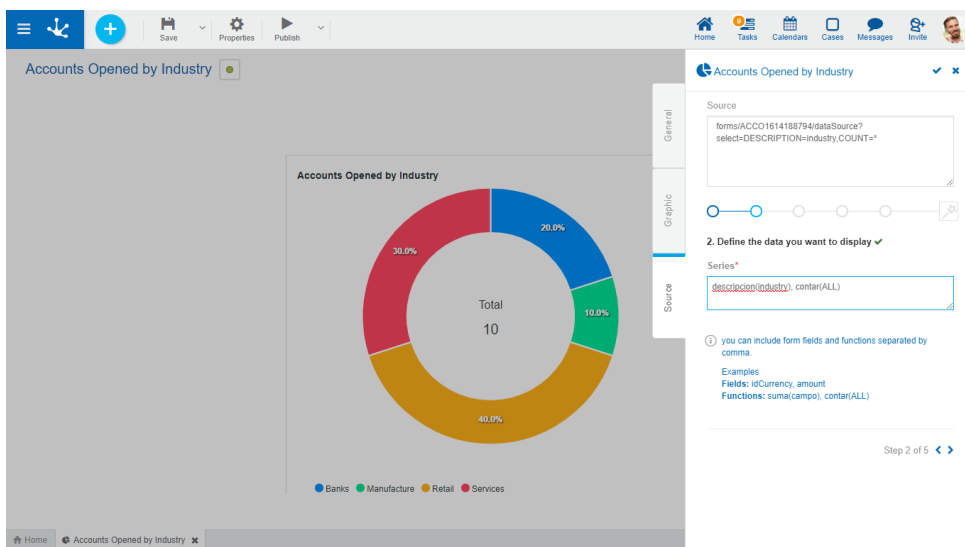 Save
Properties
Publish
Home
9
Tasks
Calendars
Cases
Messages
Invite
Accounts Opened by Industry
General
Graphic
Source
Accounts Opened by Industry
20.0%
30.0%
10.0%
40.0%
Total
10
Banks Manufacture Retail Services
Accounts Opened by Industry
Source
forms/ACCO1614188794/dataSource?
select=DESCRIPTION=industry,COUNT=*
2. Define the data you want to display
Series*
descripcion(industry), contar(ALL)
you can include form fields and functions separated by
comma.
Examples
Fields: idCurrency, amount
Functions: suma(campo), contar(ALL)
Step 2 of 5
Home
Accounts Opened by Industry